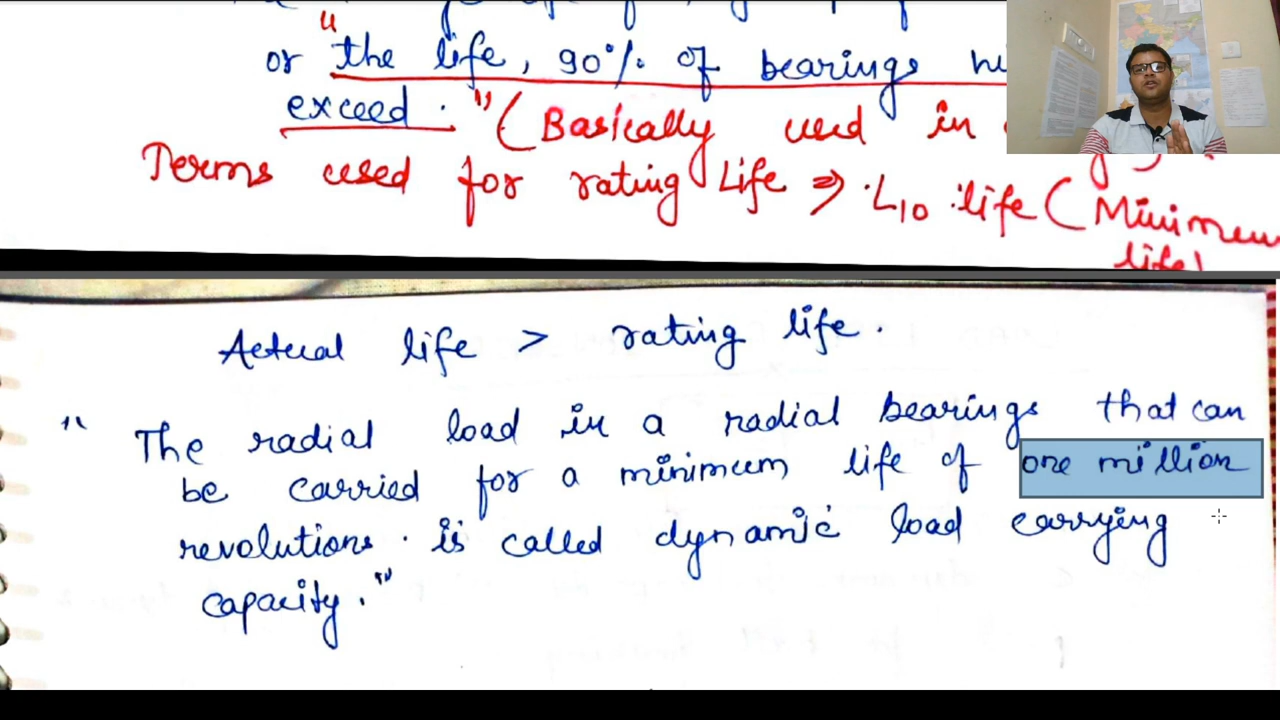 or "the life, 90% of bearings
exceed." (Basically used in
Terms used for rating Life ⇒ L10 life (Minimum
life)
Actual life > rating life.
" The radial load in a radial bearings that can
be carried for a minimum life of one million
revolutions. is called dynamic load carrying
capacity."